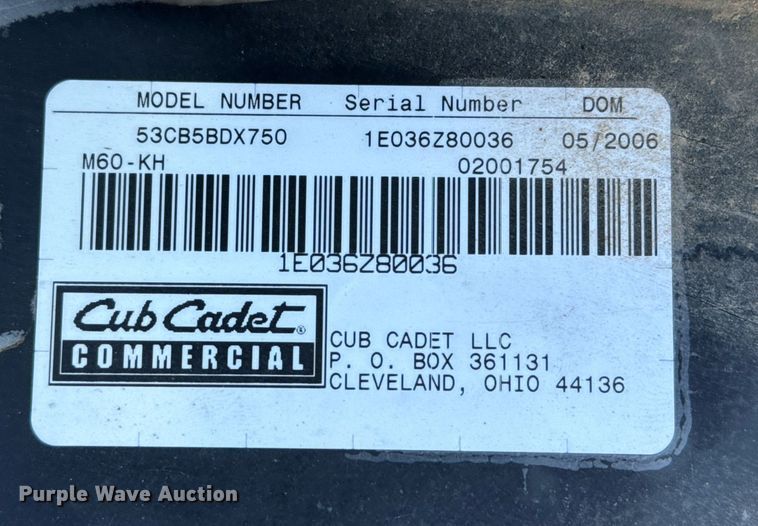 MODEL NUMBER Serial Number DOM
53CB5BDX750 1E036Z80036 05/2006
M60-KH 02001754
1E036Z80036
Cub Cadet®
COMMERCIAL
CUB CADET LLC
P. O. BOX 361131
CLEVELAND, OHIO 44136
Purple Wave Auction